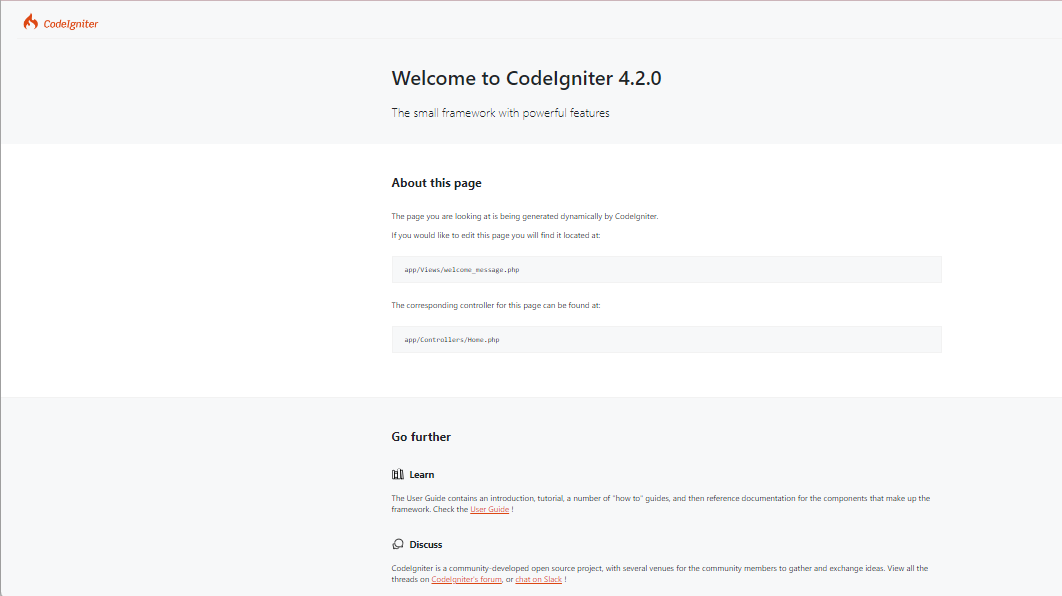 CodeIgniter
Welcome to CodeIgniter 4.2.0
The small framework with powerful features
About this page
The page you are looking at is being generated dynamically by CodeIgniter.
If you would like to edit this page you will find it located at:
app/Views/welcome_message.php
The corresponding controller for this page can be found at:
app/Controllers/Home.php
Go further
Learn
The User Guide contains an introduction, tutorial, a number of "how to" guides, and then reference documentation for the components that make up the
framework. Check the User Guide !
Discuss
CodeIgniter is a community-developed open source project, with several venues for the community members to gather and exchange ideas. View all the
threads on CodeIgniter's forum, or chat on Slack !